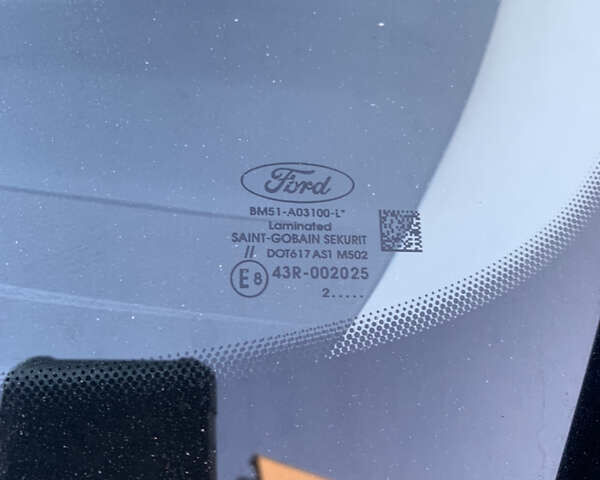 Ford
BM51-A03100-L*
Laminated
SAINT-GOBAIN SEKURIT
// DOT617 AS1 M502
E8 43R-002025
2.....